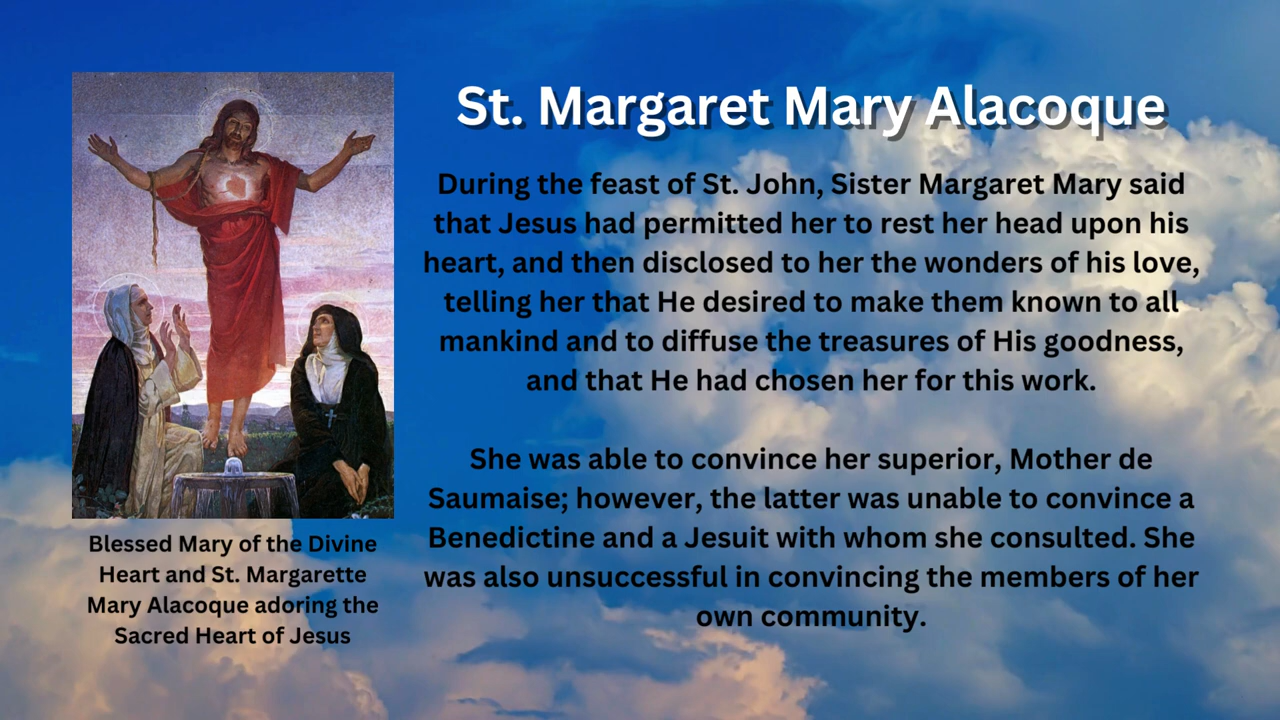 St. Margaret Mary Alacoque
During the feast of St. John, Sister Margaret Mary said
that Jesus had permitted her to rest her head upon his
heart, and then disclosed to her the wonders of his love,
telling her that He desired to make them known to all
mankind and to diffuse the treasures of His goodness,
and that He had chosen her for this work.
She was able to convince her superior, Mother de
Saumaise; however, the latter was unable to convince a
Benedictine and a Jesuit with whom she consulted. She
was also unsuccessful in convincing the members of her
own community.
Blessed Mary of the Divine
Heart and St. Margarette
Mary Alacoque adoring the
Sacred Heart of Jesus